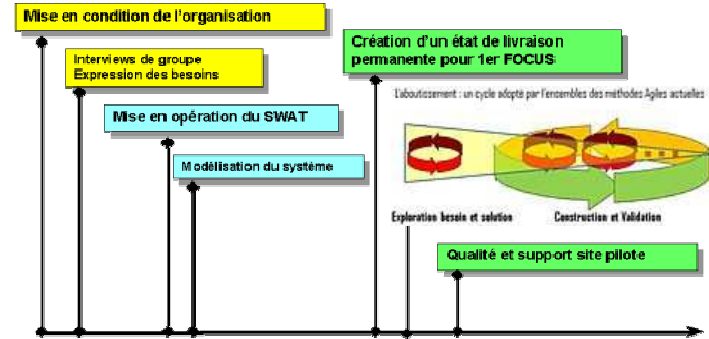 Mise en condition de l'organisation
Interviews de groupe
Expression des besoins
Mise en opération du SWAT
Modélisation du système
Création d'un état de livraison
permanente pour 1er FOCUS
L'aboutissement : un cycle adopté par l'ensembles des méthodes Agiles actuelles
Exploration besoin et solution
Construction et Validation
Qualité et support site pilote